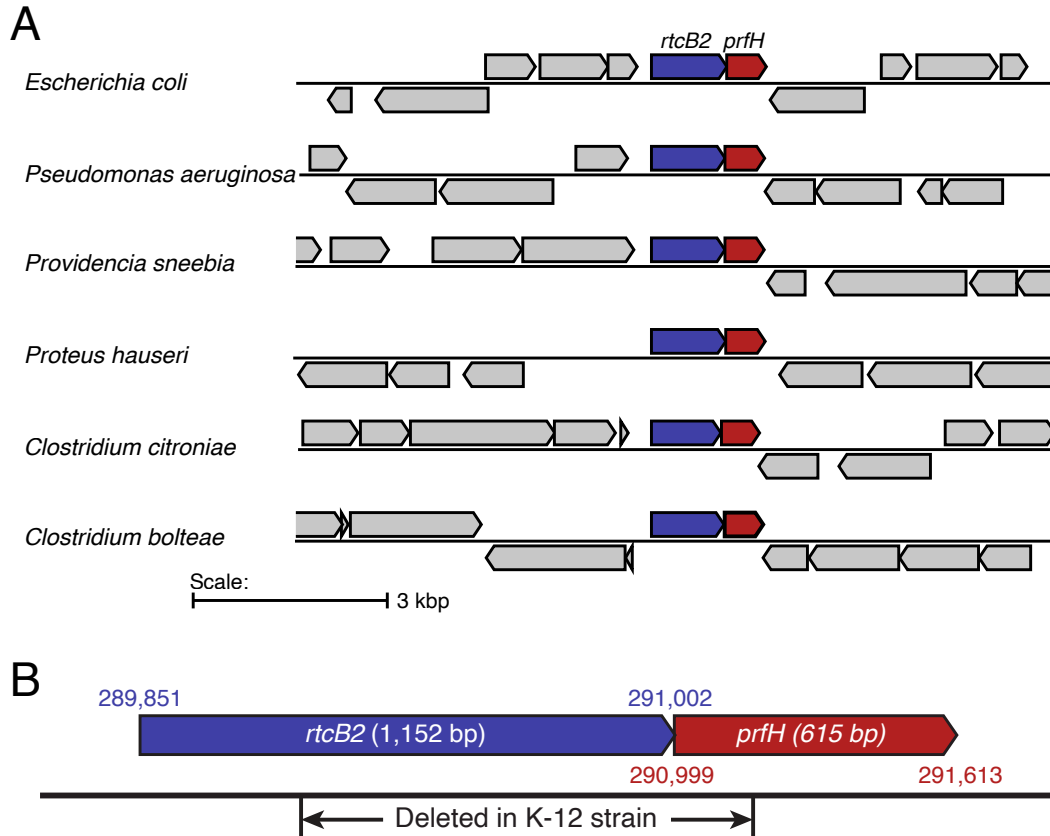 A
rtcB2 prfH
Escherichia coli
Pseudomonas aeruginosa
Providencia sneebia
Proteus hauseri
Clostridium citroniae
Clostridium bolteae
Scale:
3 kbp
B
289,851 291,002
rtcB2 (1,152 bp) prfH (615 bp)
290,999 291,613
Deleted in K-12 strain